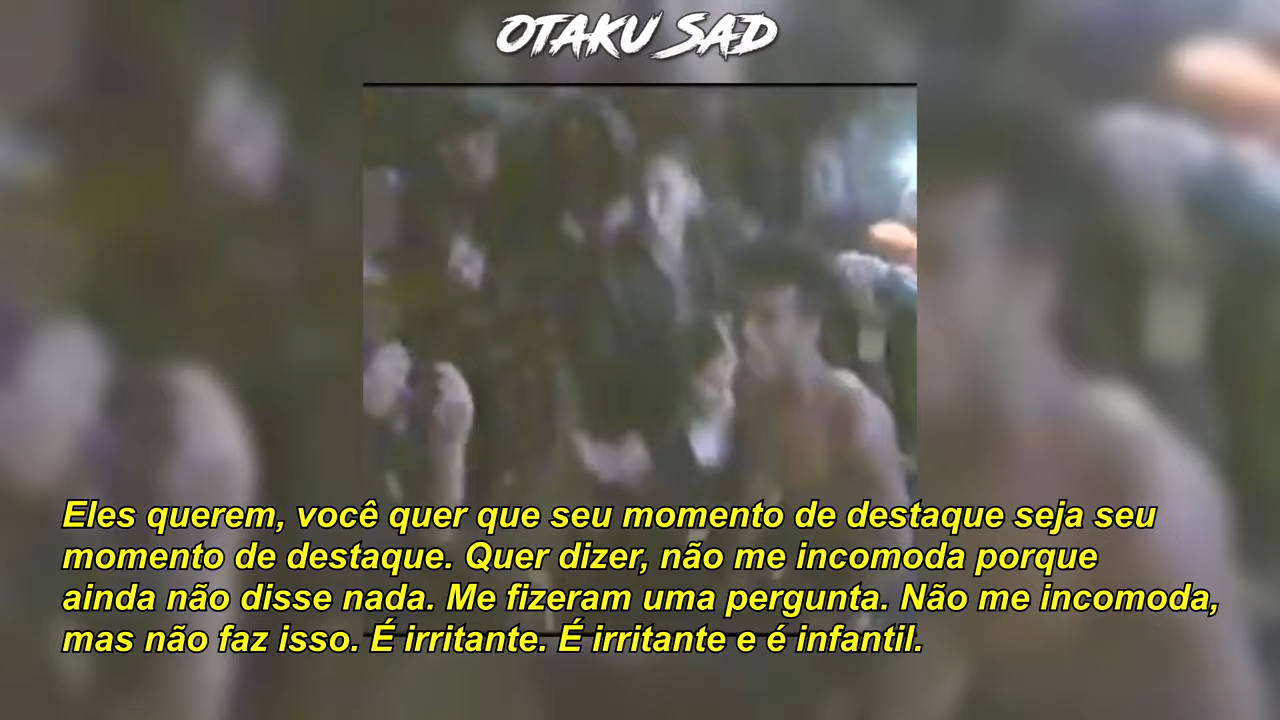 OTAKU SAD
Eles querem, você quer que seu momento de destaque seja seu
momento de destaque. Quer dizer, não me incomoda porque
ainda não disse nada. Me fizeram uma pergunta. Não me incomoda,
mas não faz isso. É irritante. É irritante e é infantil.